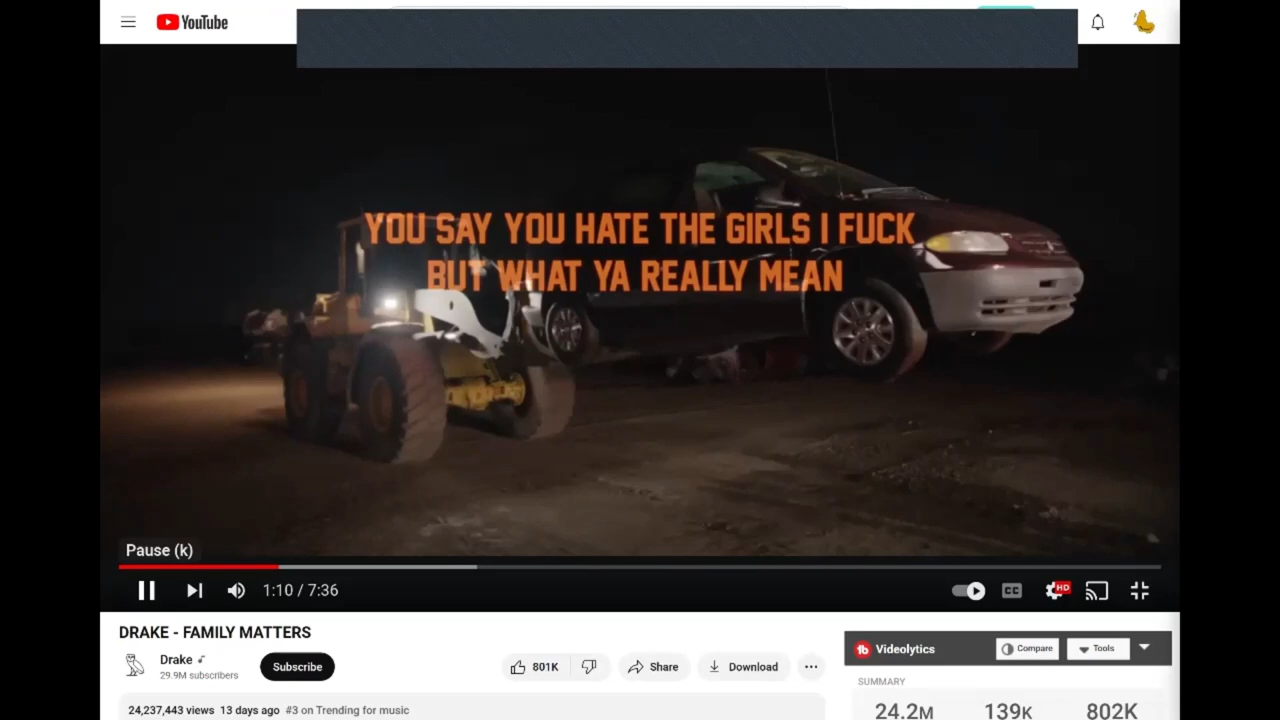 YouTube
YOU SAY YOU HATE THE GIRLS I FUCK
BUT WHAT YA REALLY MEAN
Pause (k)
1:10 / 7:36
CC
HD
DRAKE - FAMILY MATTERS
Drake
29.9M subscribers
Subscribe
801K
Share
Download
24,237,443 views 13 days ago #3 on Trending for music
tb Videolytics
Compare
Tools
SUMMARY
24.2M 139K 802K